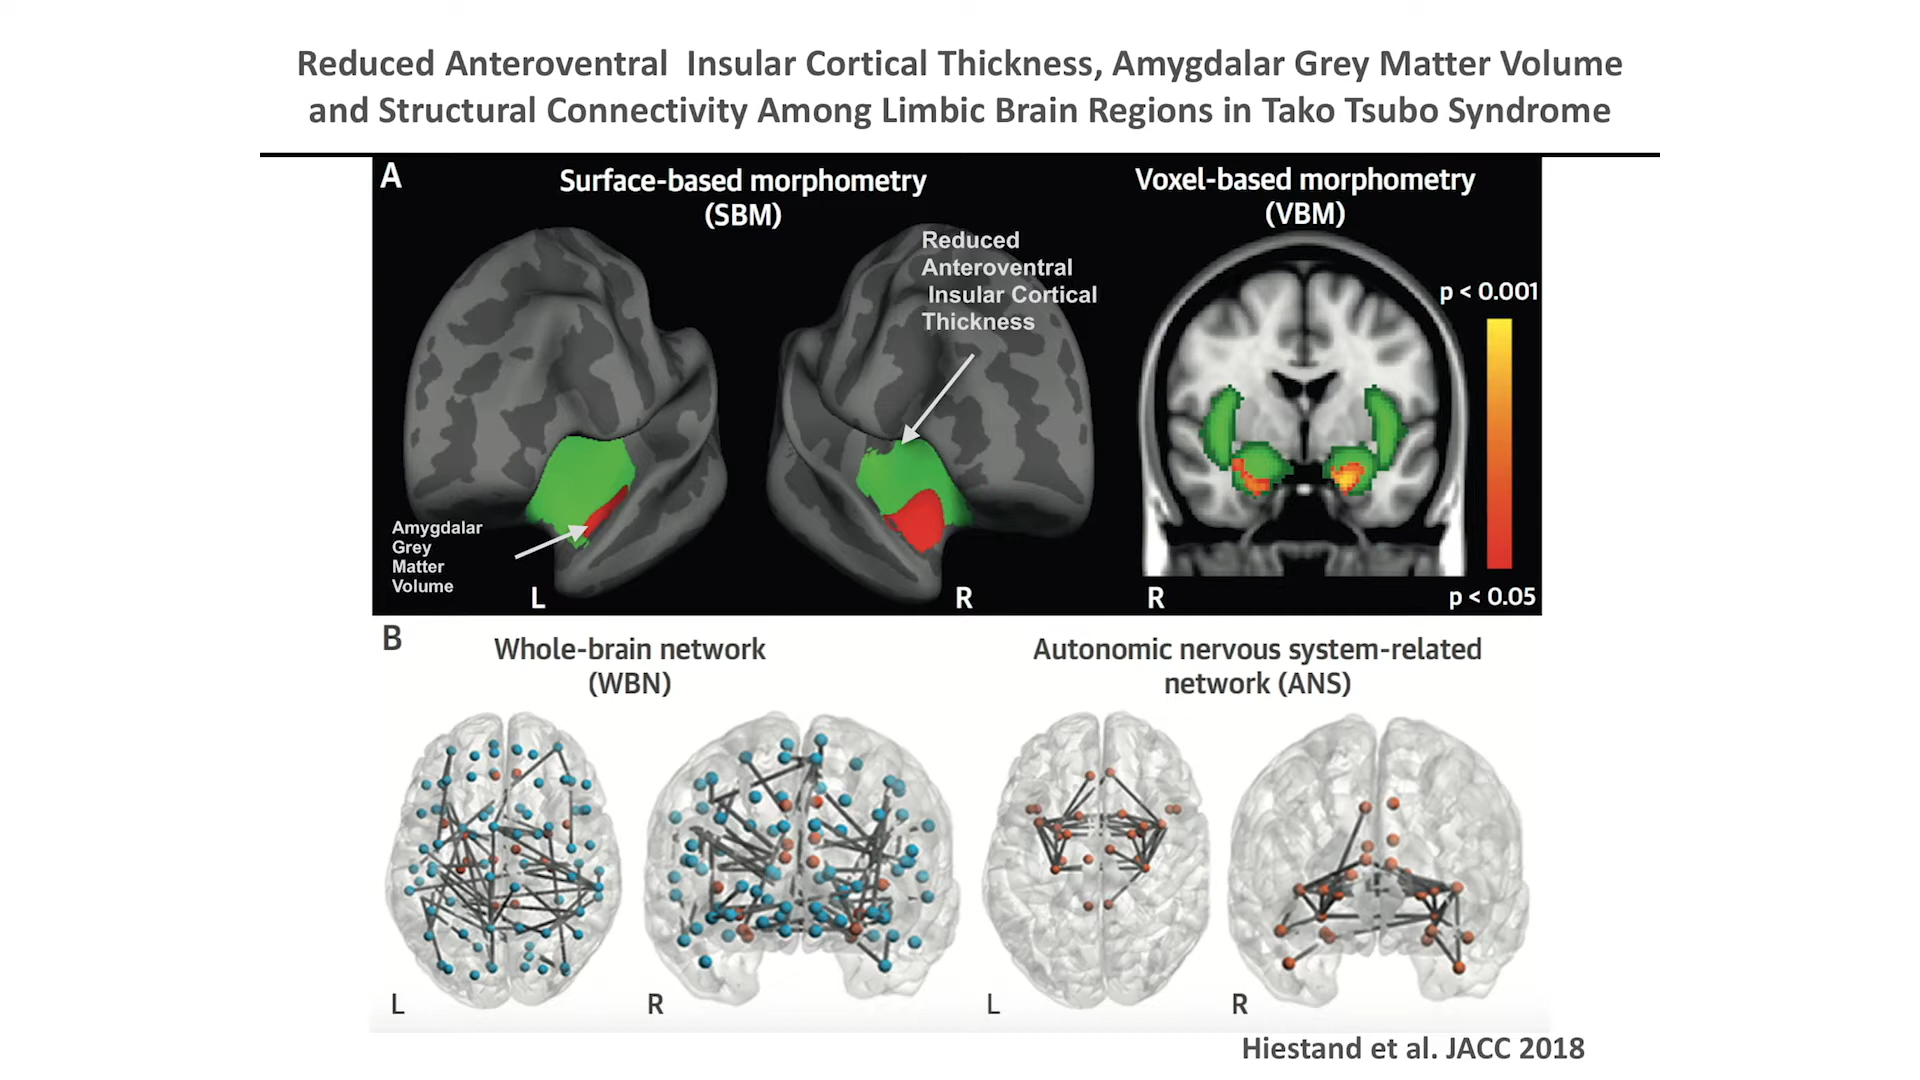 Reduced Anteroventral  Insular Cortical Thickness, Amygdalar Grey Matter Volume
and Structural Connectivity Among Limbic Brain Regions in Tako Tsubo Syndrome
A
Surface-based morphometry
(SBM)
Voxel-based morphometry
(VBM)
Reduced
Anteroventral
Insular Cortical
Thickness
p < 0.001
Amygdalar
Grey
Matter
Volume
L
R
R
p < 0.05
B
Whole-brain network
(WBN)
Autonomic nervous system-related
network (ANS)
L
R
L
R
Hiestand et al. JACC 2018